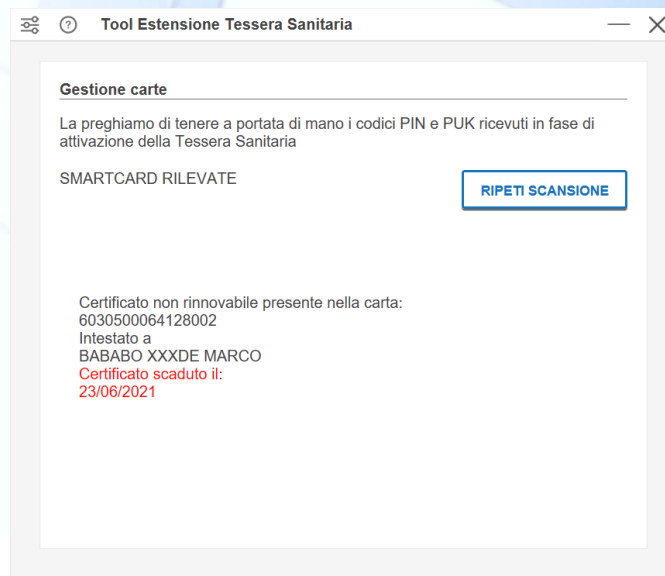 Tool Estensione Tessera Sanitaria
Gestione carte
La preghiamo di tenere a portata di mano i codici PIN e PUK ricevuti in fase di
attivazione della Tessera Sanitaria
SMARTCARD RILEVATE
RIPETI SCANSIONE
Certificato non rinnovabile presente nella carta:
6030500064128002
Intestato a
BABABO XXXDE MARCO
Certificato scaduto il:
23/06/2021